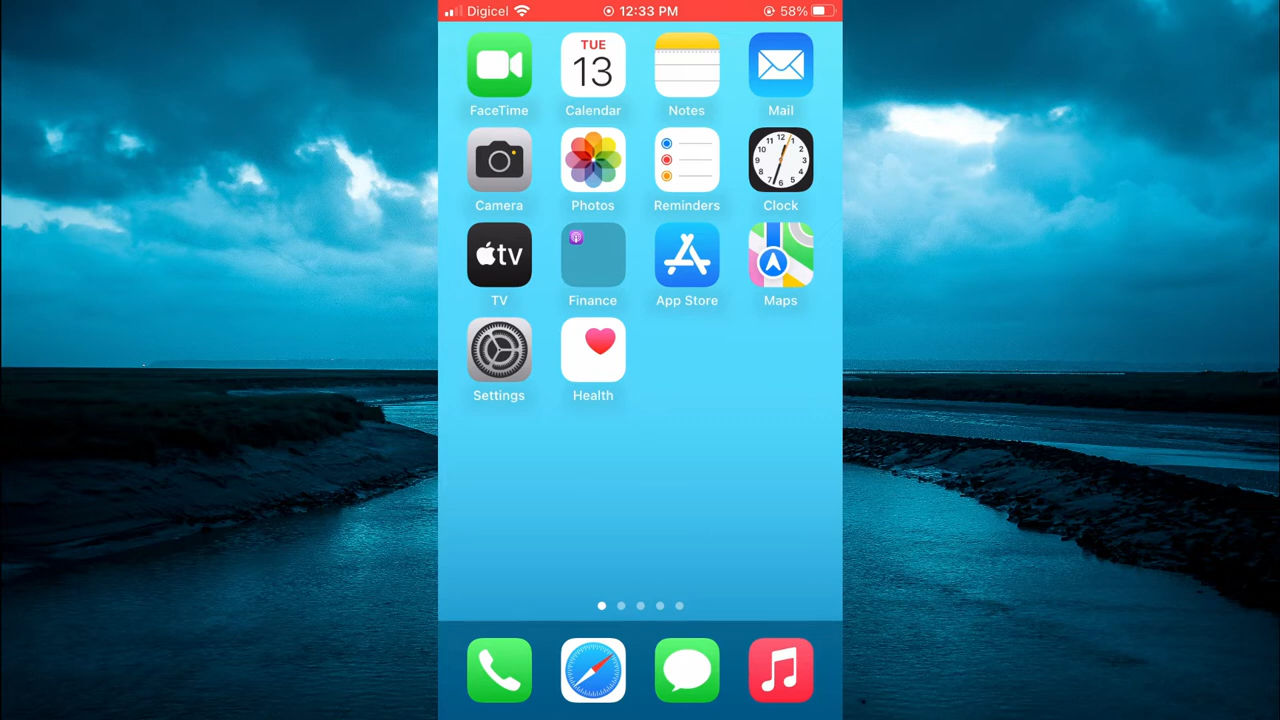 Digicel 12:33 PM 58%
TUE
13
FaceTime Calendar Notes Mail
12
Camera Photos Reminders Clock
tv
TV Finance App Store Maps
Settings Health